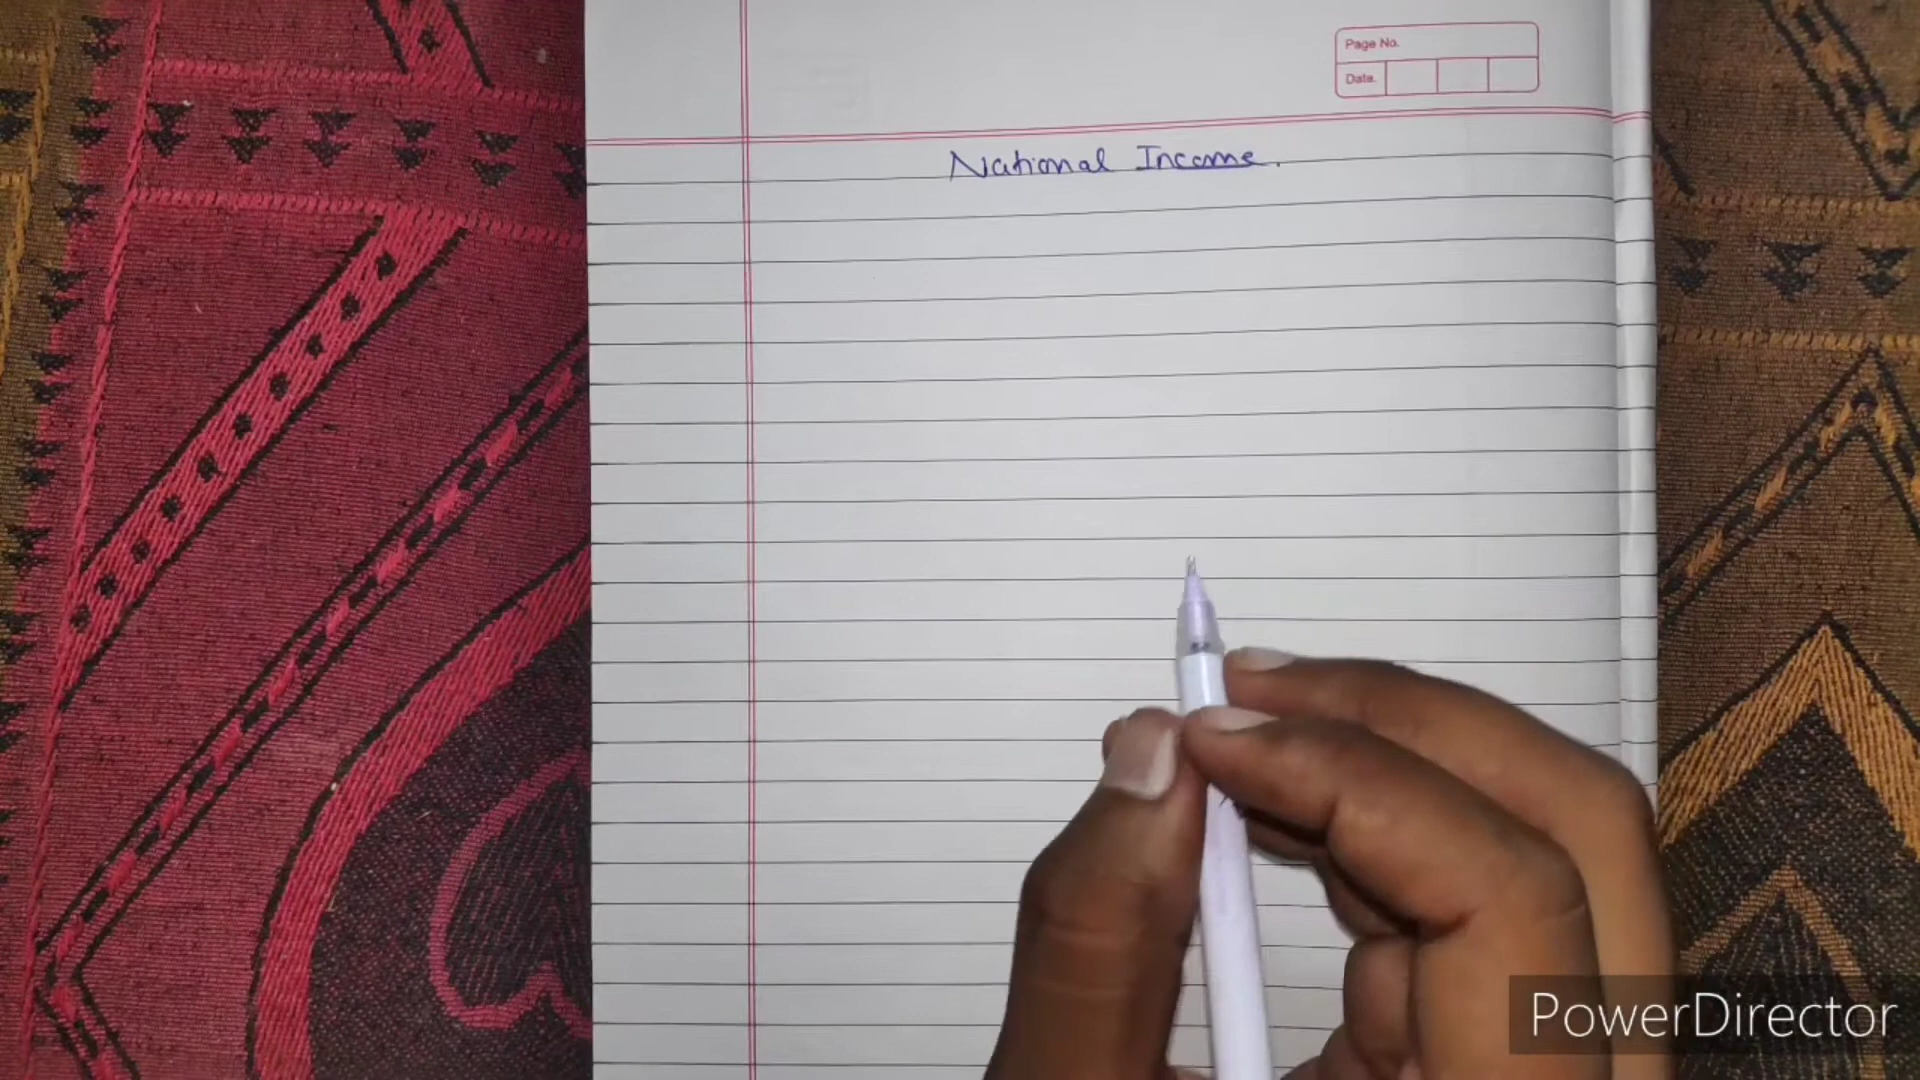 Page No.
Date.
National Income.
PowerDirector